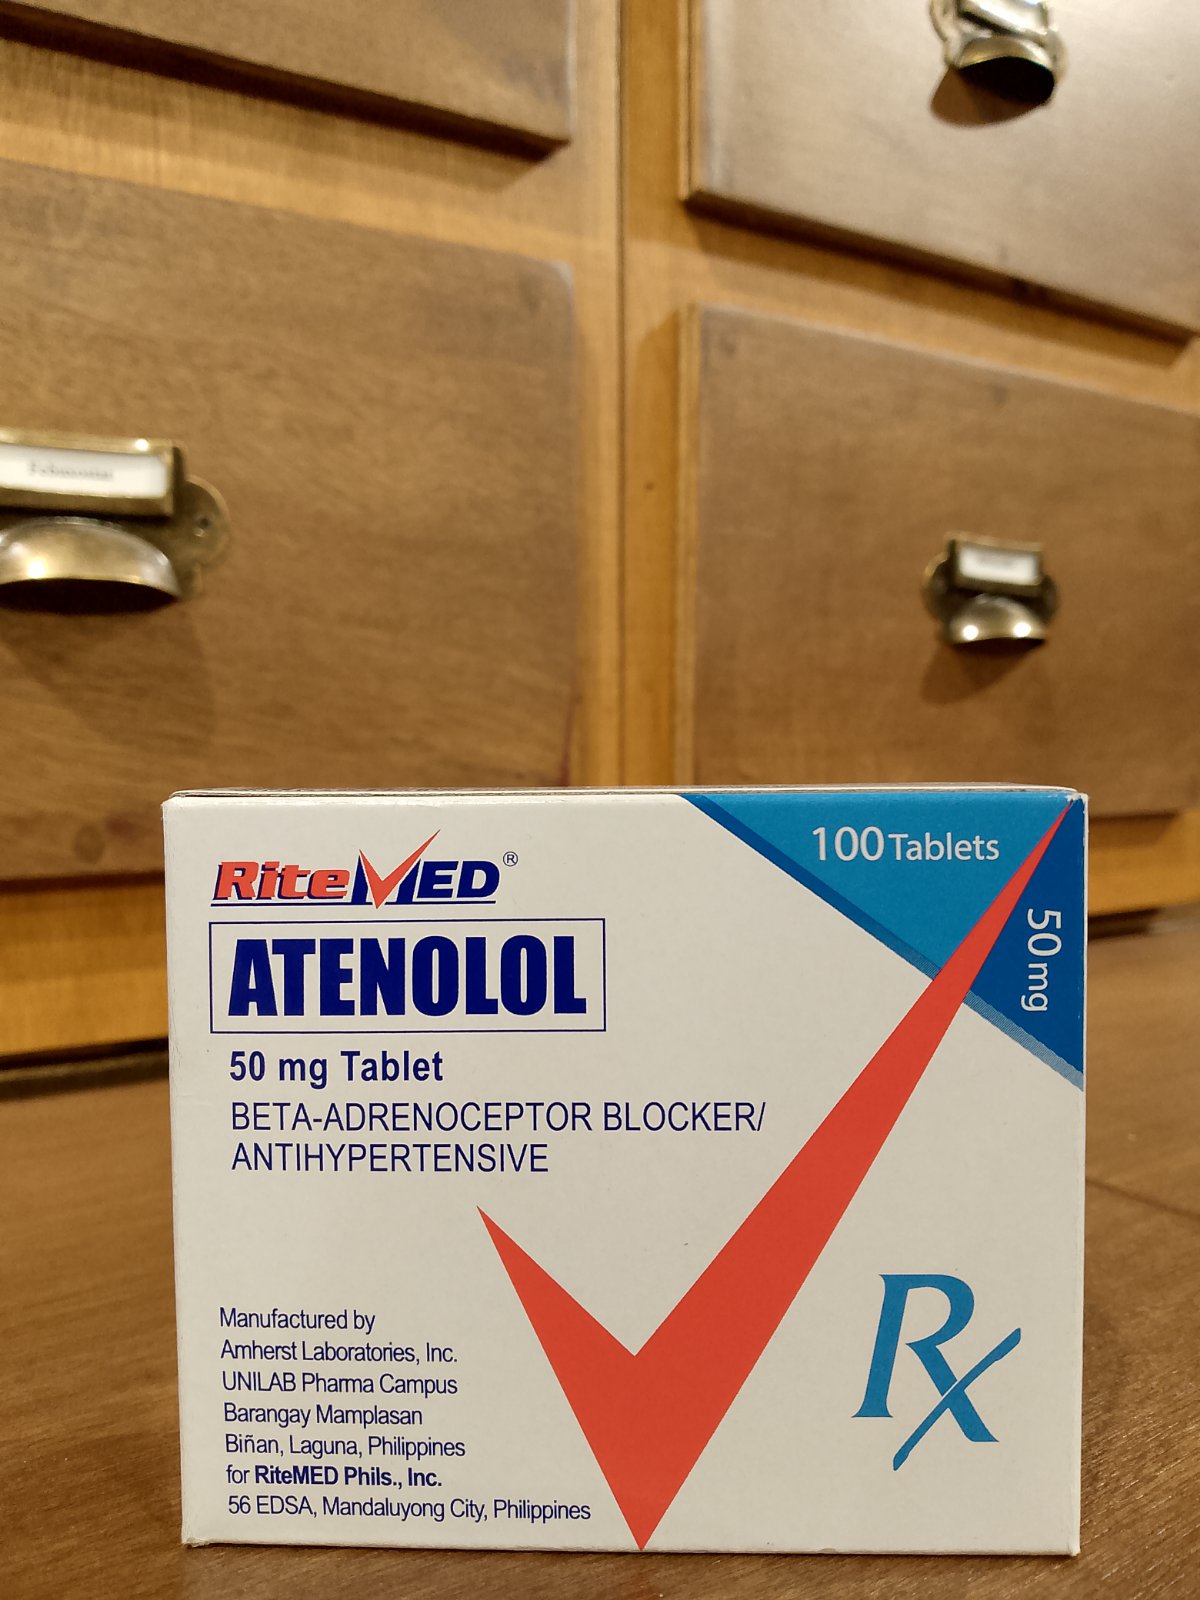 RiteMED®
ATENOLOL
50 mg Tablet
BETA-ADRENOCEPTOR BLOCKER/
ANTIHYPERTENSIVE
100 Tablets
50 mg
Manufactured by
Amherst Laboratories, Inc.
UNILAB Pharma Campus
Barangay Mamplasan
Biñan, Laguna, Philippines
for RiteMED Phils., Inc.
56 EDSA, Mandaluyong City, Philippines
Rx